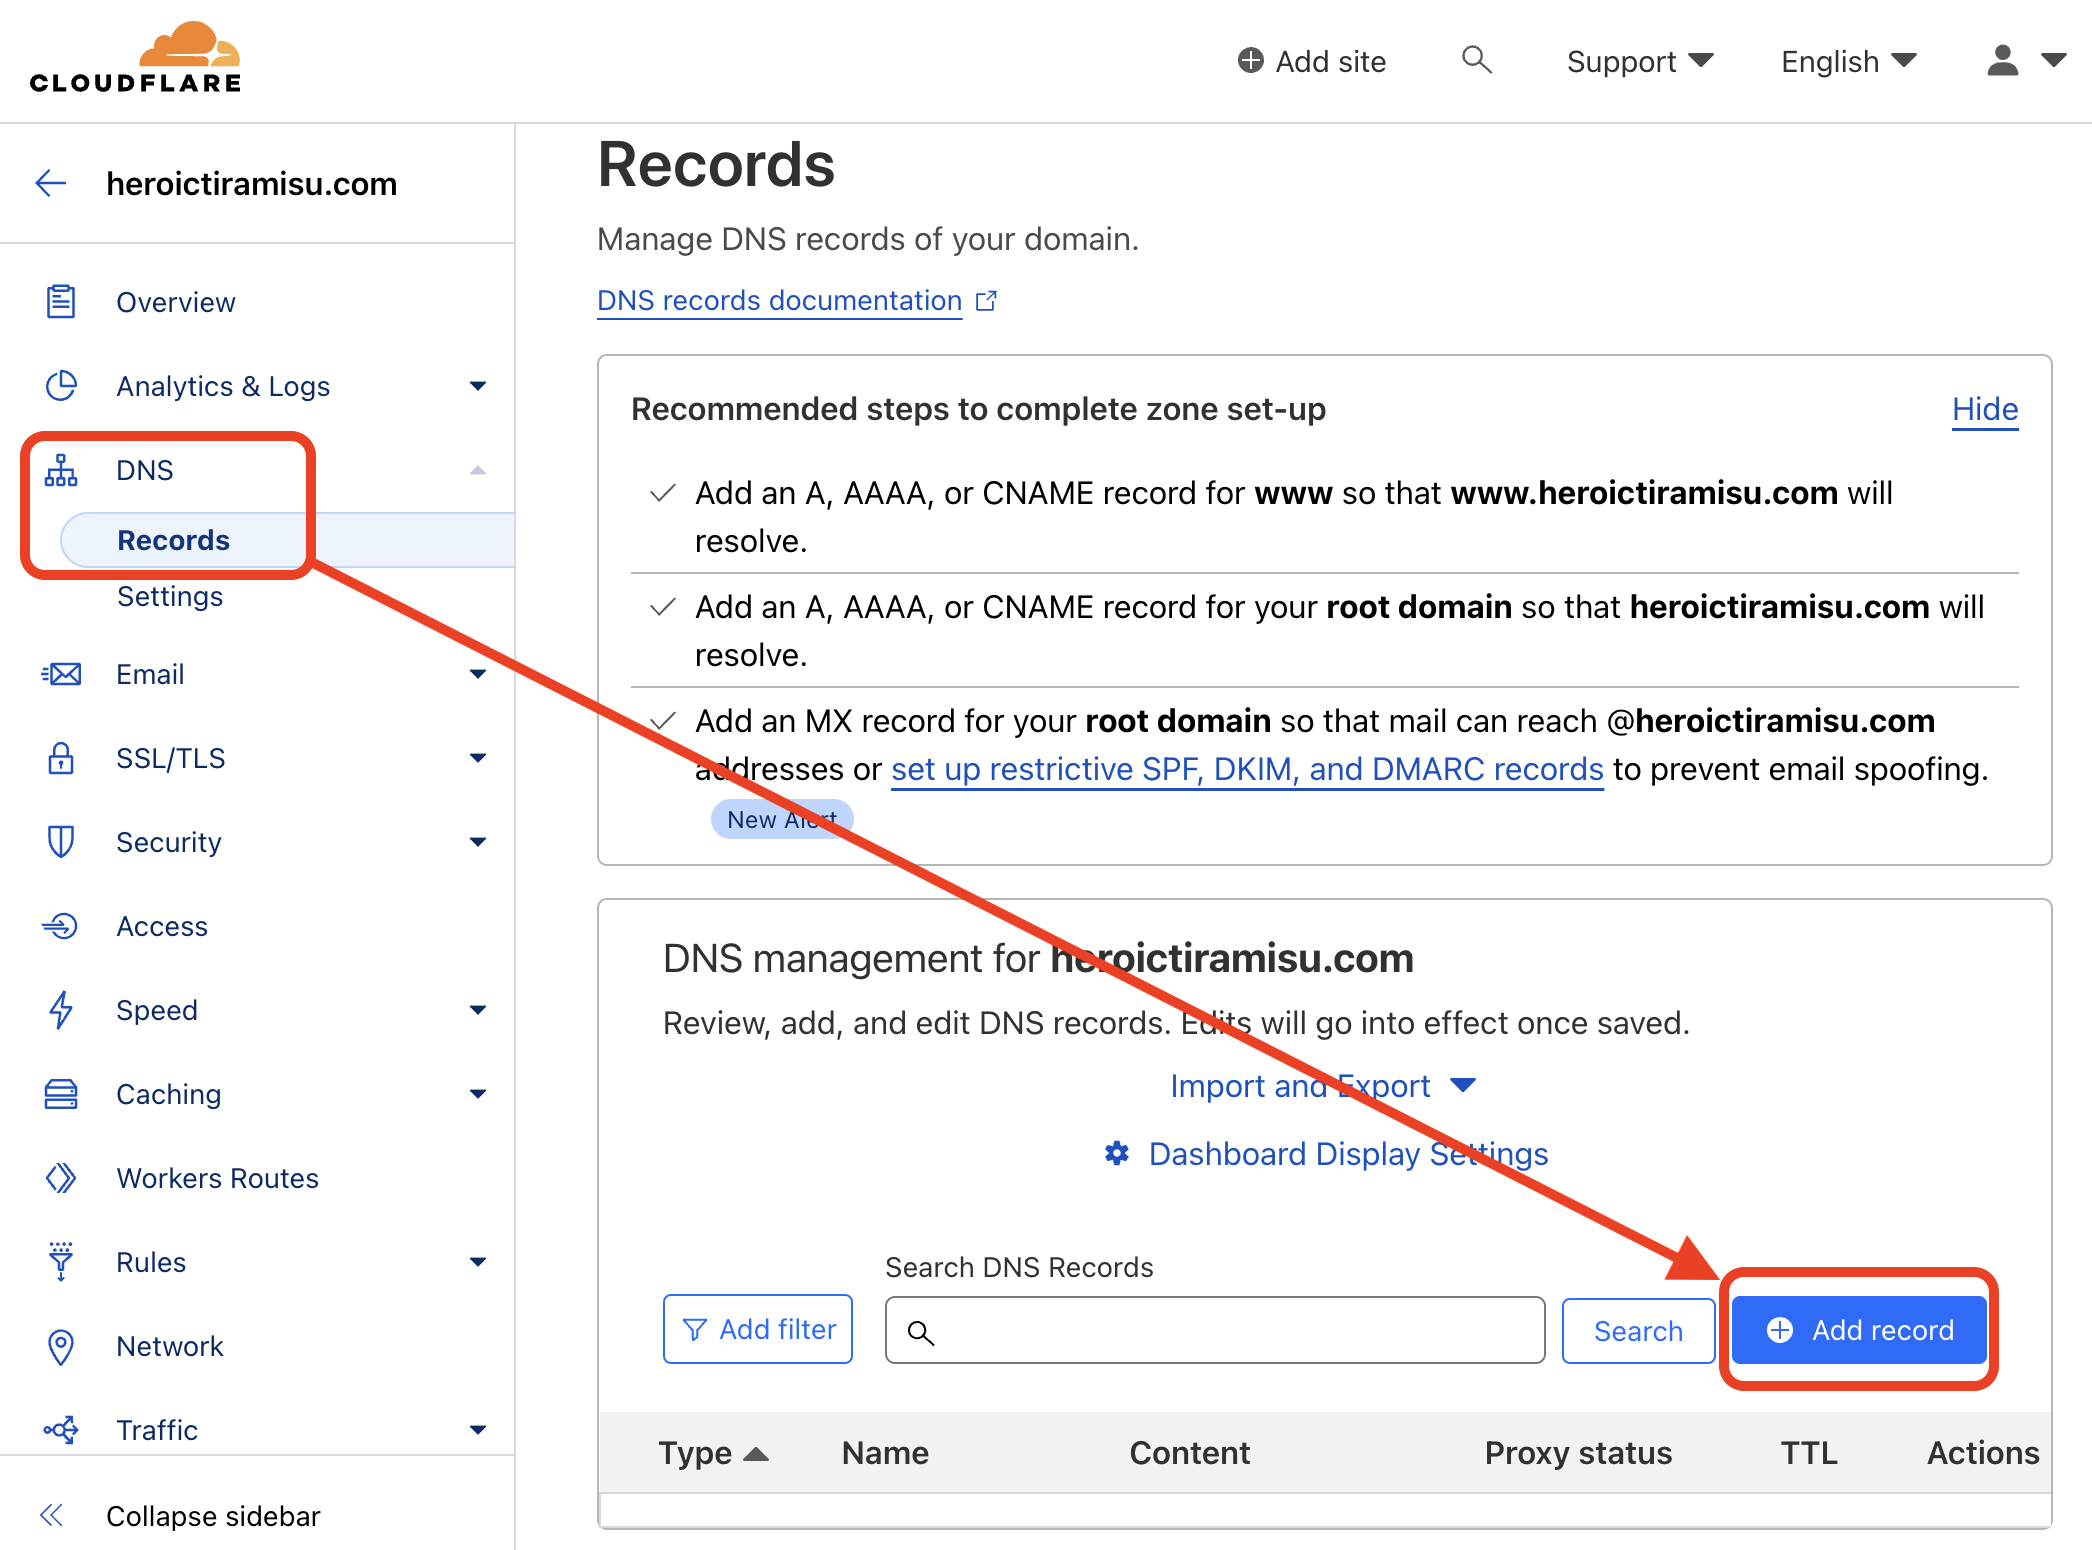 CLOUDFLARE
Add site
Support
English
heroictiramisu.com
Overview
Analytics & Logs
DNS
Records
Settings
Email
SSL/TLS
Security
Access
Speed
Caching
Workers Routes
Rules
Network
Traffic
Collapse sidebar
Records
Manage DNS records of your domain.
DNS records documentation
Recommended steps to complete zone set-up
Hide
Add an A, AAAA, or CNAME record for www so that www.heroictiramisu.com will
resolve.
Add an A, AAAA, or CNAME record for your root domain so that heroictiramisu.com will
resolve.
Add an MX record for your root domain so that mail can reach @heroictiramisu.com
addresses or set up restrictive SPF, DKIM, and DMARC records to prevent email spoofing.
New Alert
DNS management for heroictiramisu.com
Review, add, and edit DNS records. Edits will go into effect once saved.
Import and Export
Dashboard Display Settings
Search DNS Records
Add filter
Search
Add record
Type Name Content Proxy status TTL Actions